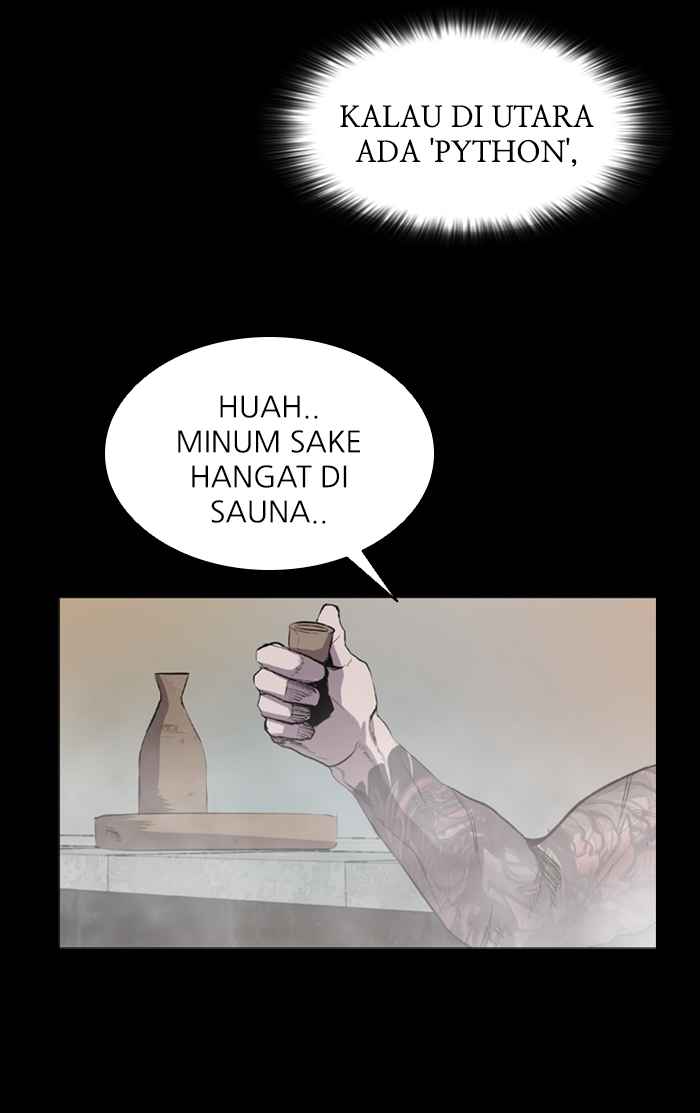 KALAU DI UTARA
ADA 'PYTHON',
HUAH..
MINUM SAKE
HANGAT DI
SAUNA..